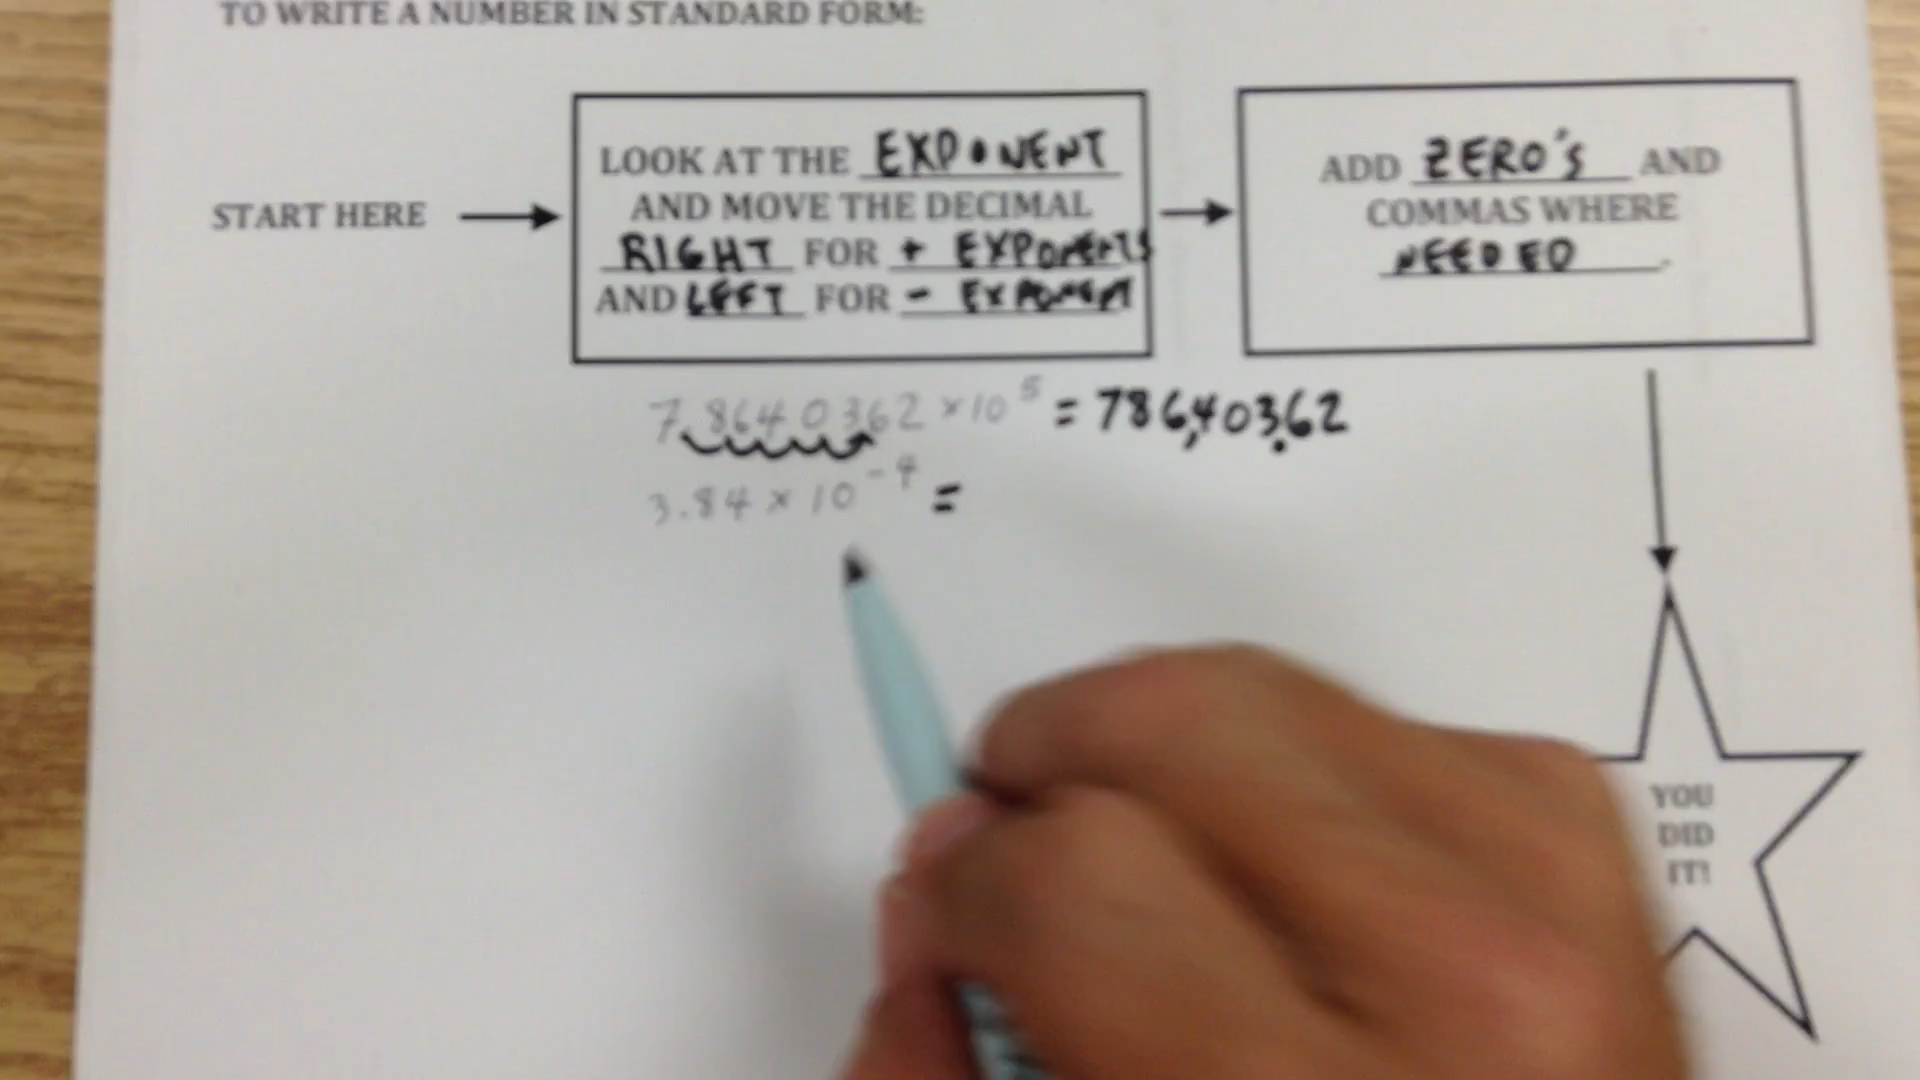 TO WRITE A NUMBER IN STANDARD FORM:
START HERE
LOOK AT THE EXPONENT
AND MOVE THE DECIMAL
RIGHT FOR + EXPONENTS
AND LEFT FOR - EXPONENT
ADD ZERO'S AND
COMMAS WHERE
NEEDED.
7.8640362 × 10⁵ = 786,403.62
3.84 × 10⁻⁴ =
YOU
DID
IT!